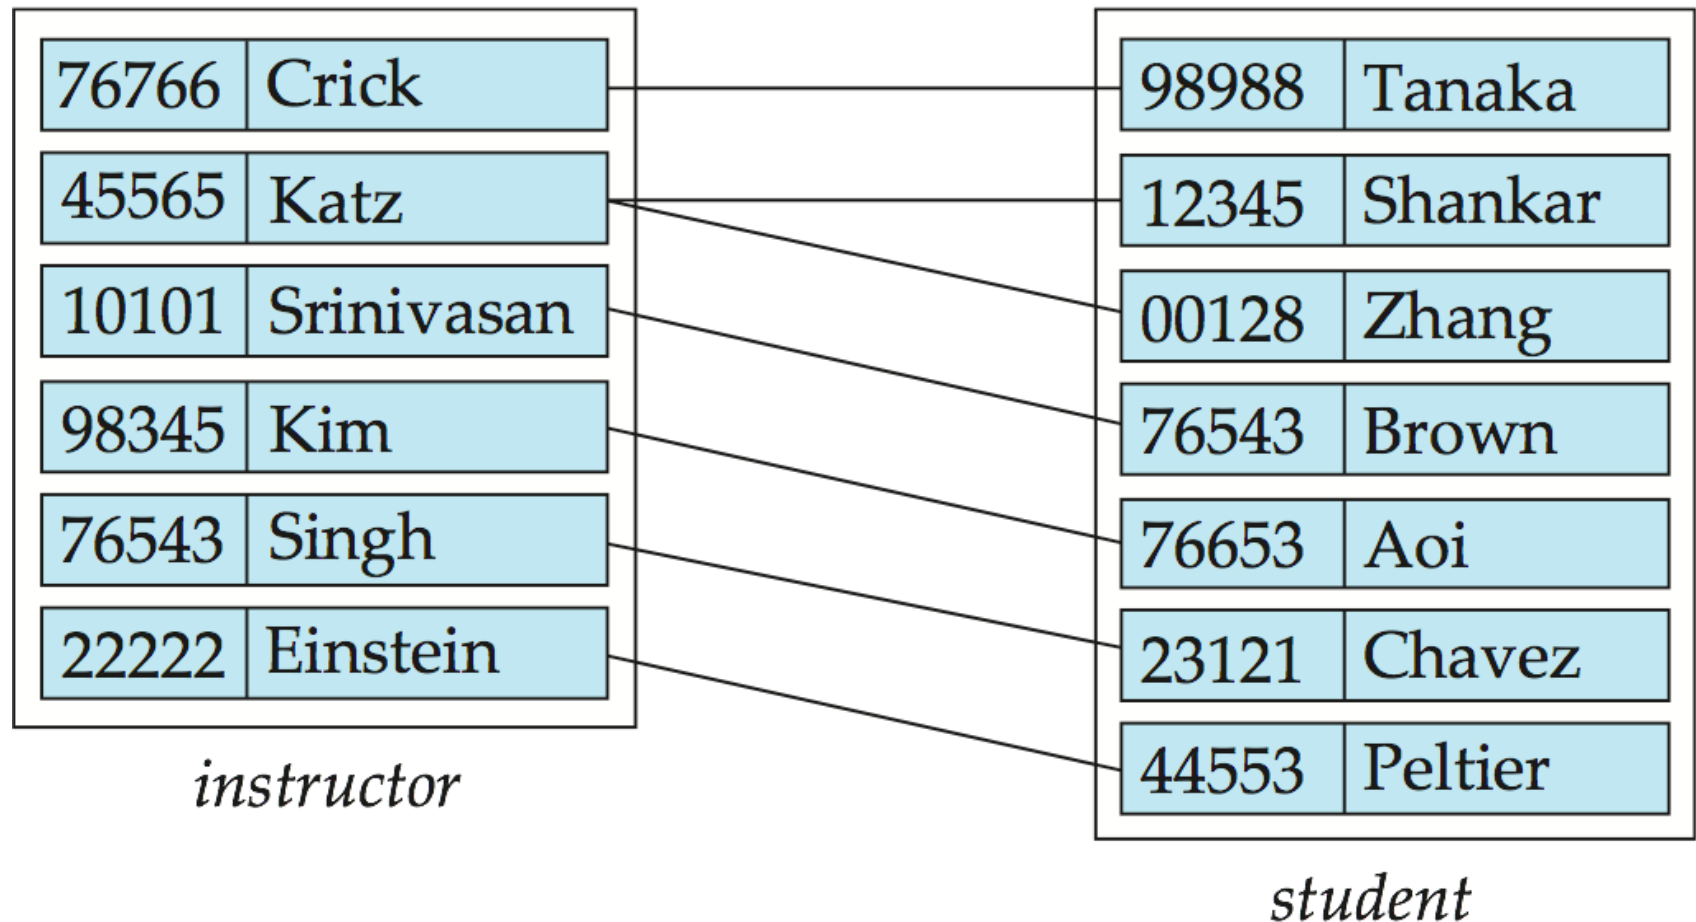 76766 Crick
45565 Katz
10101 Srinivasan
98345 Kim
76543 Singh
22222 Einstein
instructor
98988 Tanaka
12345 Shankar
00128 Zhang
76543 Brown
76653 Aoi
23121 Chavez
44553 Peltier
student